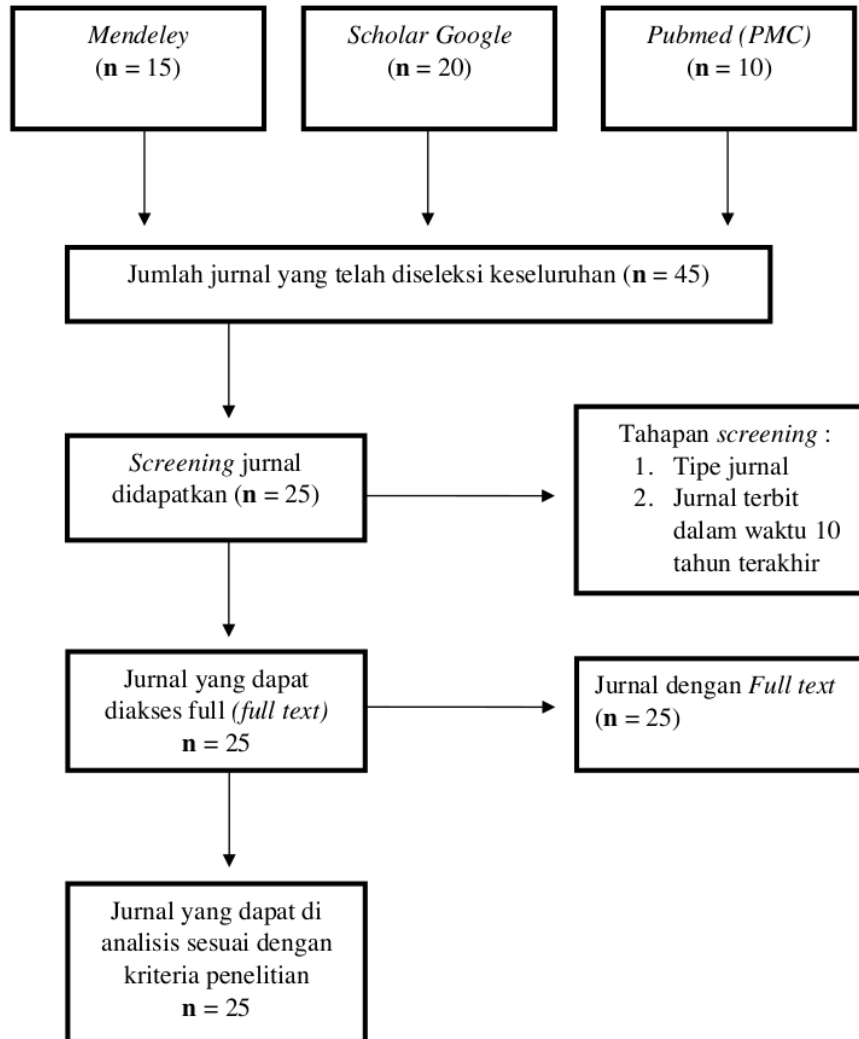 Mendeley
(n = 15)
Scholar Google
(n = 20)
Pubmed (PMC)
(n = 10)
Jumlah jurnal yang telah diseleksi keseluruhan (n = 45)
Screening jurnal
didapatkan (n = 25)
Tahapan screening :
1. Tipe jurnal
2. Jurnal terbit
dalam waktu 10
tahun terakhir
Jurnal yang dapat
diakses full (full text)
n = 25
Jurnal dengan Full text
(n = 25)
Jurnal yang dapat di
analisis sesuai dengan
kriteria penelitian
n = 25